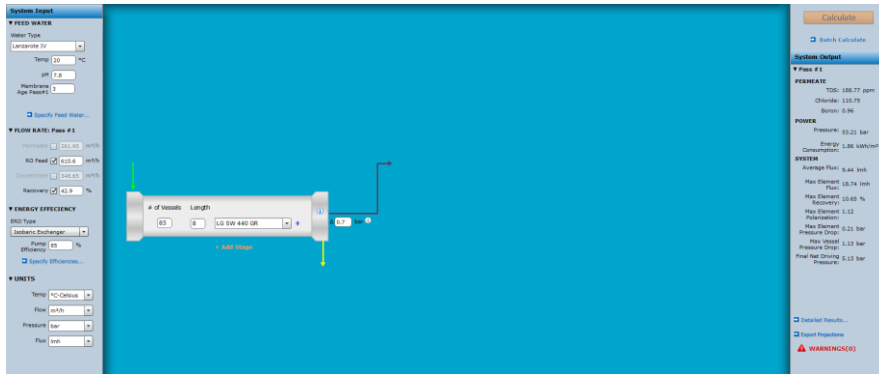 System Input
▼ FEED WATER
Water Type
Lanzarote IV
Temp 20 °C
pH 7.8
Membrane Age Pass#1 3
Specify Feed Water...
▼ FLOW RATE: Pass #1
Permeate 261.95 m³/h
RO Feed 610.6 m³/h
Concentrate 348.65 m³/h
Recovery 42.9 %
▼ ENERGY EFFECIENCY
ERD Type
Isobaric Exchanger
Pump Efficiency 85 %
Specify Efficiencies...
▼ UNITS
Temp °C-Celsius
Flow m³/h
Pressure bar
Flux lmh
# of Vessels Length
85 8 LG SW 440 GR
0.7 bar
+ Add Stage
Calculate
Batch Calculate
System Output
▼ Pass #1
PERMEATE
TDS: 188.77 ppm
Chloride: 110.75
Boron: 0.96
POWER
Pressure: 53.21 bar
Energy Consumption: 1.86 kWh/m³
SYSTEM
Average Flux: 9.44 lmh
Max Element Flux: 18.74 lmh
Max Element Recovery: 10.65 %
Max Element Polarization: 1.12
Max Element Pressure Drop: 0.21 bar
Max Vessel Pressure Drop: 1.13 bar
Final Net Driving Pressure: 5.13 bar
Detailed Results...
Export Projections
WARNINGS(0)